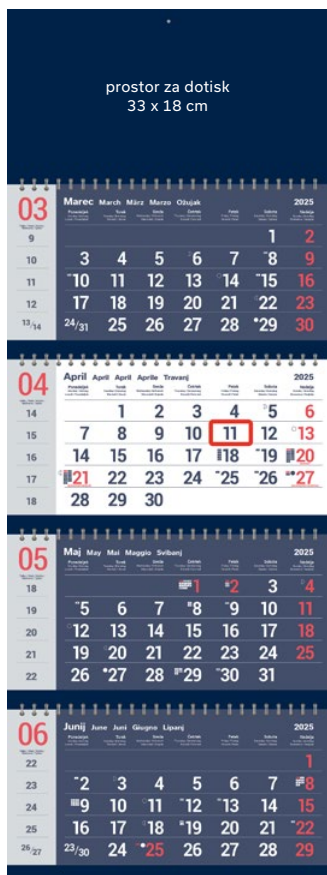 prostor za dotisk
33 x 18 cm
03 Marec March März Marzo Ožujak 2025
9 1 2
10 3 4 5 6 7 8 9
11 10 11 12 13 14 15 16
12 17 18 19 20 21 22 23
13/14 24/31 25 26 27 28 29 30
04 April April April Aprile Travanj 2025
14 1 2 3 4 5 6
15 7 8 9 10 11 12 13
16 14 15 16 17 18 19 20
17 21 22 23 24 25 26 27
18 28 29 30
05 Maj May Mai Maggio Svibanj 2025
18 1 2 3 4
19 5 6 7 8 9 10 11
20 12 13 14 15 16 17 18
21 19 20 21 22 23 24 25
22 26 27 28 29 30 31
06 Junij June Juni Giugno Lipanj 2025
22 1
23 2 3 4 5 6 7 8
24 9 10 11 12 13 14 15
25 16 17 18 19 20 21 22
26/27 23/30 24 25 26 27 28 29